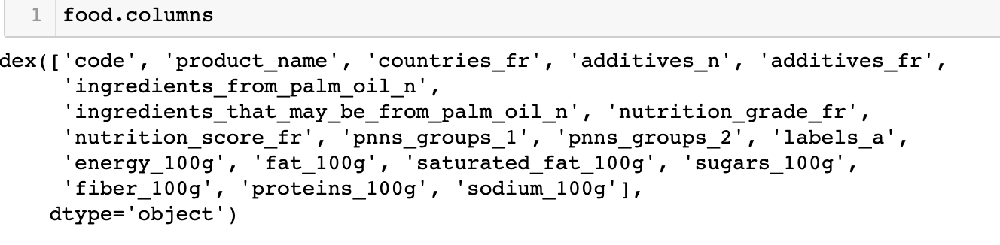 1 food.columns
dex(['code', 'product_name', 'countries_fr', 'additives_n', 'additives_fr',
'ingredients_from_palm_oil_n',
'ingredients_that_may_be_from_palm_oil_n', 'nutrition_grade_fr',
'nutrition_score_fr', 'pnns_groups_1', 'pnns_groups_2', 'labels_a',
'energy_100g', 'fat_100g', 'saturated_fat_100g', 'sugars_100g',
'fiber_100g', 'proteins_100g', 'sodium_100g'],
dtype='object')